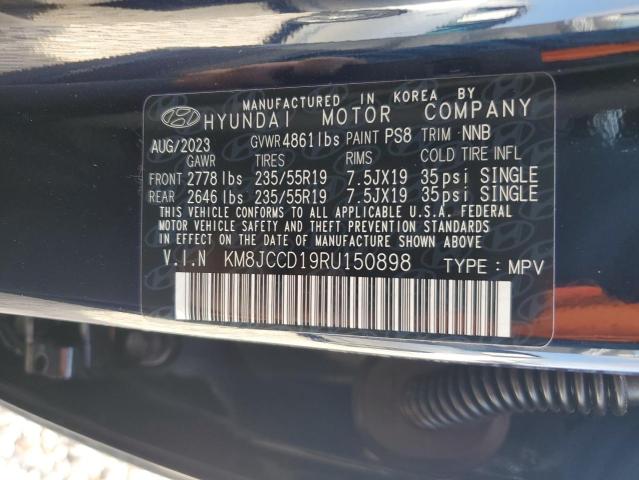 MANUFACTURED IN KOREA BY
HYUNDAI MOTOR COMPANY
AUG/2023 GVWR 4861lbs PAINT PS8 TRIM NNB
GAWR TIRES RIMS COLD TIRE INFL
FRONT 2778 lbs 235/55R19 7.5JX19 35psi SINGLE
REAR 2646 lbs 235/55R19 7.5JX19 35psi SINGLE
THIS VEHICLE CONFORMS TO ALL APPLICABLE U.S.A. FEDERAL
MOTOR VEHICLE SAFETY AND THEFT PREVENTION STANDARDS
IN EFFECT ON THE DATE OF MANUFACTURE SHOWN ABOVE.
V.I.N KM8JCCD19RU150898 TYPE : MPV